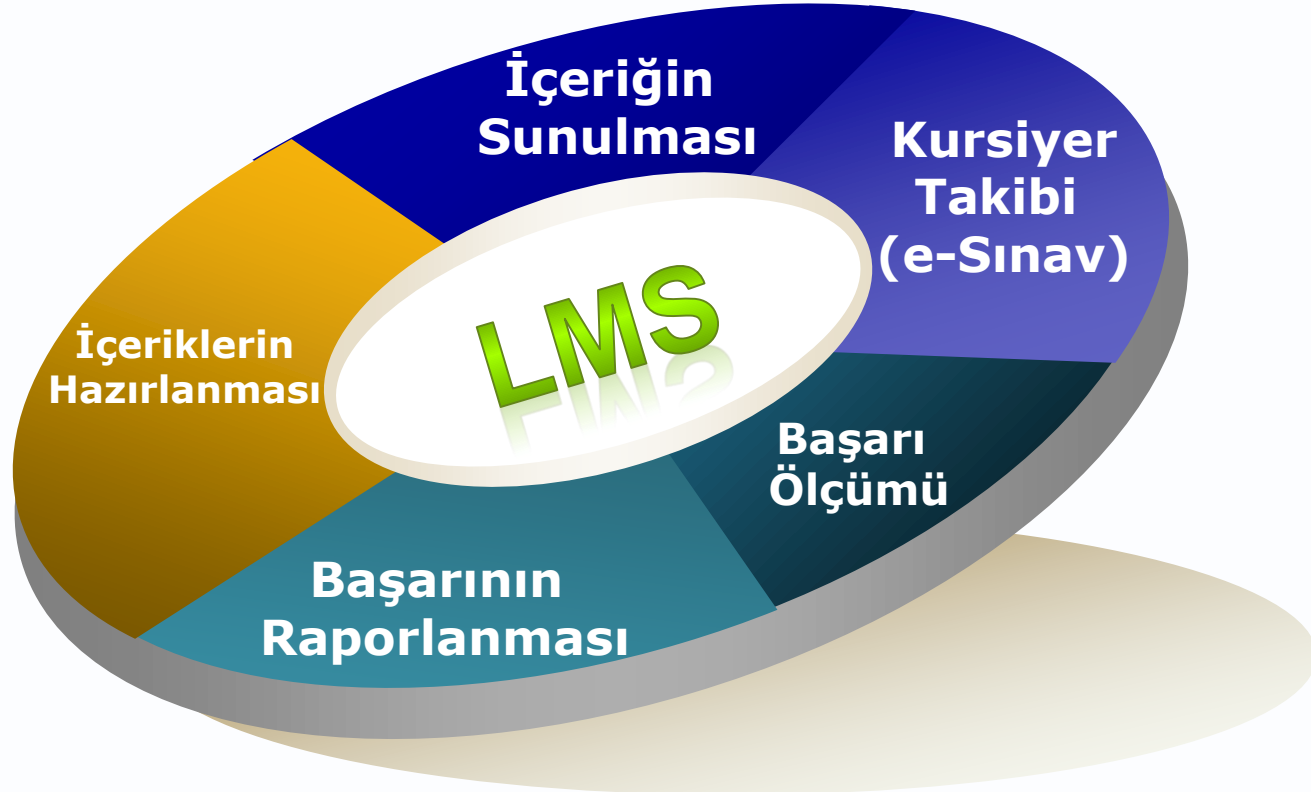 İçeriğin
Sunulması
Kursiyer
Takibi
(e-Sınav)
Başarı
Ölçümü
Başarının
Raporlanması
İçeriklerin
Hazırlanması
LMS